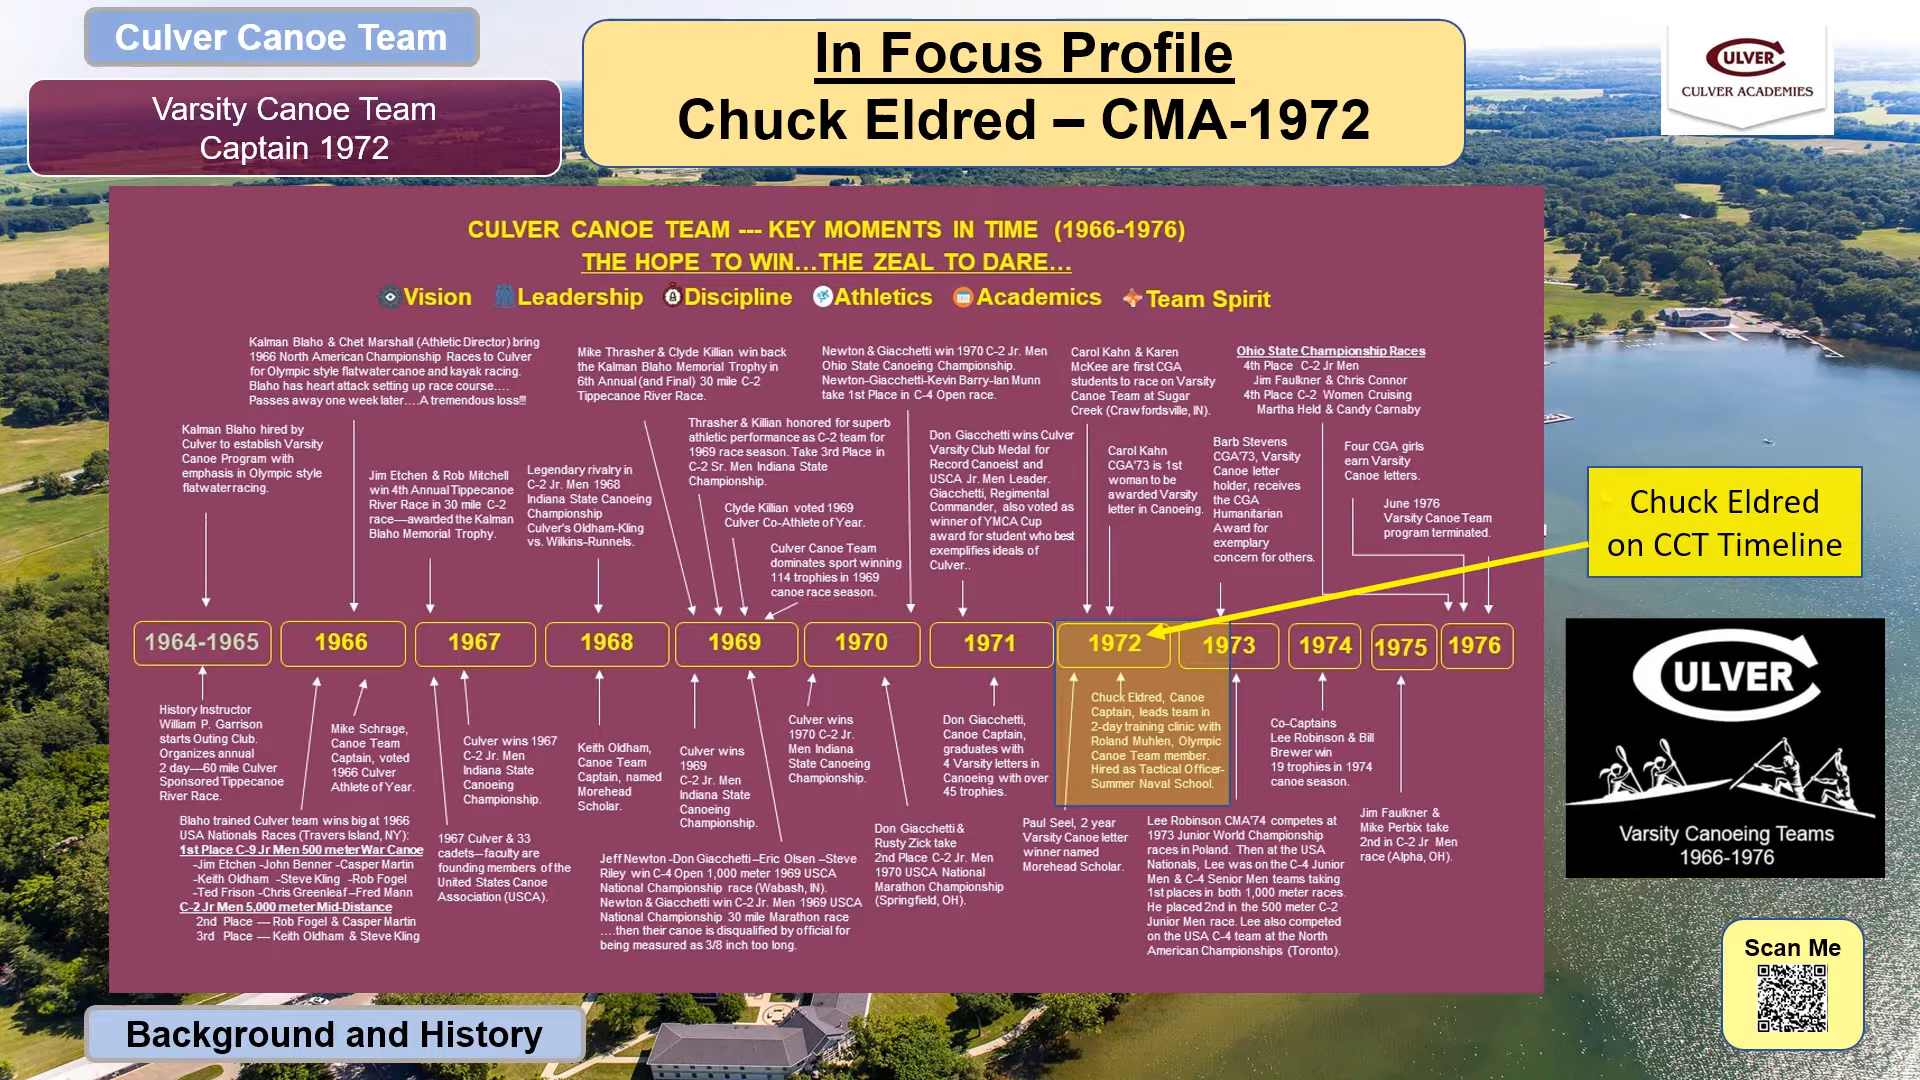 Culver Canoe Team
Varsity Canoe Team
Captain 1972
In Focus Profile
Chuck Eldred – CMA-1972
CULVER
CULVER ACADEMIES
CULVER CANOE TEAM --- KEY MOMENTS IN TIME (1966-1976)
THE HOPE TO WIN…THE ZEAL TO DARE…
Vision Leadership Discipline Athletics Academics Team Spirit
Kalman Blaho & Chet Marshall (Athletic Director) bring
1966 North American Championship Races to Culver
for Olympic style flatwater canoe and kayak racing.
Blaho has heart attack setting up race course….
Passes away one week later….A tremendous loss!!!
Kalman Blaho hired by
Culver to establish Varsity
Canoe Program with
emphasis in Olympic style
flatwater racing.
Jim Etchen & Rob Mitchell
win 4th Annual Tippecanoe
River Race in 30 mile C-2
race—awarded the Kalman
Blaho Memorial Trophy.
Legendary rivalry in
C-2 Jr. Men 1968
Indiana State Canoeing
Championship
Culver's Oldham-Kling
vs. Wilkins-Runnels.
Mike Thrasher & Clyde Killian win back
the Kalman Blaho Memorial Trophy in
6th Annual (and Final) 30 mile C-2
Tippecanoe River Race.
Thrasher & Killian honored for superb
athletic performance as C-2 team for
1969 race season. Take 3rd Place in
C-2 Sr. Men Indiana State
Championship.
Clyde Killian voted 1969
Culver Co-Athlete of Year.
Culver Canoe Team
dominates sport winning
114 trophies in 1969
canoe race season.
Newton & Giacchetti win 1970 C-2 Jr. Men
Ohio State Canoeing Championship.
Newton-Giacchetti-Kevin Barry-Ian Munn
take 1st Place in C-4 Open race.
Don Giacchetti wins Culver
Varsity Club Medal for
Record Canoeist and
USCA Jr. Men Leader.
Giacchetti, Regimental
Commander, also voted as
winner of YMCA Cup
award for student who best
exemplifies ideals of
Culver..
Carol Kahn & Karen
McKee are first CGA
students to race on Varsity
Canoe Team at Sugar
Creek (Crawfordsville, IN).
Carol Kahn
CGA'73 is 1st
woman to be
awarded Varsity
letter in Canoeing.
Barb Stevens
CGA'73, Varsity
Canoe letter
holder, receives
the CGA
Humanitarian
Award for
exemplary
concern for others.
Ohio State Championship Races
4th Place C-2 Jr Men
Jim Faulkner & Chris Connor
4th Place C-2 Women Cruising
Martha Held & Candy Carnaby
Four CGA girls
earn Varsity
Canoe letters.
June 1976
Varsity Canoe Team
program terminated.
Chuck Eldred
on CCT Timeline
1964-1965 1966 1967 1968 1969 1970 1971 1972 1973 1974 1975 1976
History Instructor
William P. Garrison
starts Outing Club.
Organizes annual
2 day—60 mile Culver
Sponsored Tippecanoe
River Race.
Blaho trained Culver team wins big at 1966
USA Nationals Races (Travers Island, NY):
1st Place C-9 Jr Men 500 meter War Canoe
-Jim Etchen -John Benner -Casper Martin
-Keith Oldham -Steve Kling -Rob Fogel
-Ted Frison -Chris Greenleaf –Fred Mann
C-2 Jr Men 5,000 meter Mid-Distance
2nd Place — Rob Fogel & Casper Martin
3rd Place — Keith Oldham & Steve Kling
Mike Schrage,
Canoe Team
Captain, voted
1966 Culver
Athlete of Year.
Culver wins 1967
C-2 Jr. Men
Indiana State
Canoeing
Championship.
1967 Culver & 33
cadets–faculty are
founding members of the
United States Canoe
Association (USCA).
Keith Oldham,
Canoe Team
Captain, named
Morehead
Scholar.
Culver wins
1969
C-2 Jr. Men
Indiana State
Canoeing
Championship.
Jeff Newton -Don Giacchetti –Eric Olsen –Steve
Riley win C-4 Open 1,000 meter 1969 USCA
National Championship race (Wabash, IN).
Newton & Giacchetti win C-2 Jr. Men 1969 USCA
National Championship 30 mile Marathon race
….then their canoe is disqualified by official for
being measured as 3/8 inch too long.
Culver wins
1970 C-2 Jr.
Men Indiana
State Canoeing
Championship.
Don Giacchetti &
Rusty Zick take
2nd Place C-2 Jr. Men
1970 USCA National
Marathon Championship
(Springfield, OH).
Don Giacchetti,
Canoe Captain,
graduates with
4 Varsity letters in
Canoeing with over
45 trophies.
Paul Seel, 2 year
Varsity Canoe letter
winner named
Morehead Scholar.
Chuck Eldred, Canoe
Captain, leads team in
2-day training clinic with
Roland Muhlen, Olympic
Canoe Team member.
Hired as Tactical Officer-
Summer Naval School.
Lee Robinson CMA'74 competes at
1973 Junior World Championship
races in Poland. Then at the USA
Nationals, Lee was on the C-4 Junior
Men & C-4 Senior Men teams taking
1st places in both 1,000 meter races.
He placed 2nd in the 500 meter C-2
Junior Men race. Lee also competed
on the USA C-4 team at the North
American Championships (Toronto).
Co-Captains
Lee Robinson & Bill
Brewer win
19 trophies in 1974
canoe season.
Jim Faulkner &
Mike Perbix take
2nd in C-2 Jr Men
race (Alpha, OH).
CULVER
Varsity Canoeing Teams
1966-1976
Scan Me
Background and History